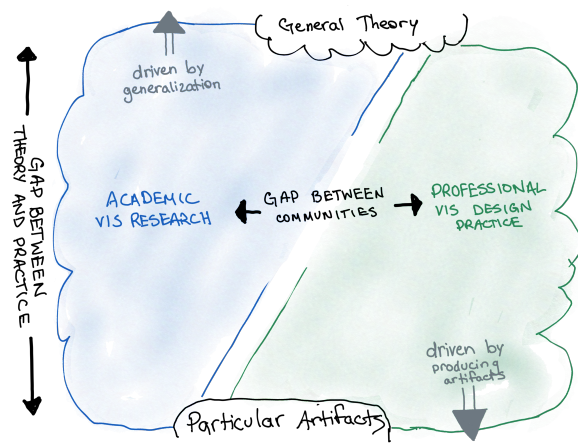 General Theory
driven by
generalization
GAP BETWEEN
THEORY AND PRACTICE
ACADEMIC
VIS RESEARCH
GAP BETWEEN
COMMUNITIES
PROFESSIONAL
VIS DESIGN
PRACTICE
driven by
producing
artifacts
Particular Artifacts